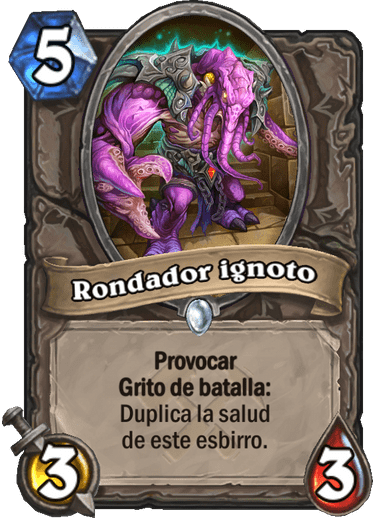 5
Rondador ignoto
Provocar
Grito de batalla:
Duplica la salud
de este esbirro.
3
3